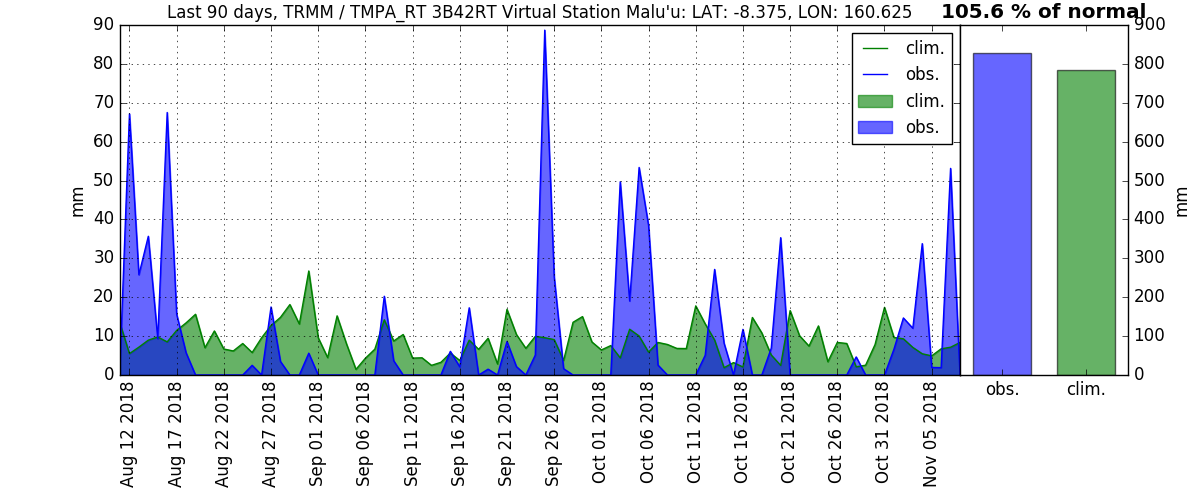 Last 90 days, TRMM / TMPA_RT 3B42RT Virtual Station Malu'u: LAT: -8.375, LON: 160.625
105.6 % of normal
90
80
70
60
50
40
30
20
10
0
mm
clim.
obs.
clim.
obs.
900
800
700
600
500
400
300
200
100
0
mm
obs.
clim.
Aug 12 2018
Aug 17 2018
Aug 22 2018
Aug 27 2018
Sep 01 2018
Sep 06 2018
Sep 11 2018
Sep 16 2018
Sep 21 2018
Sep 26 2018
Oct 01 2018
Oct 06 2018
Oct 11 2018
Oct 16 2018
Oct 21 2018
Oct 26 2018
Oct 31 2018
Nov 05 2018